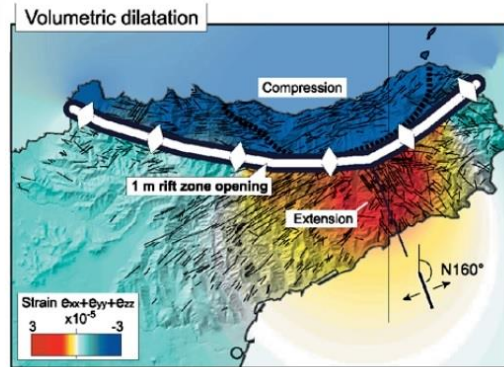 Volumetric dilatation
Compression
1 m rift zone opening
Extension
N160°
Strain exx+eyy+ezz
x10-5
3 -3